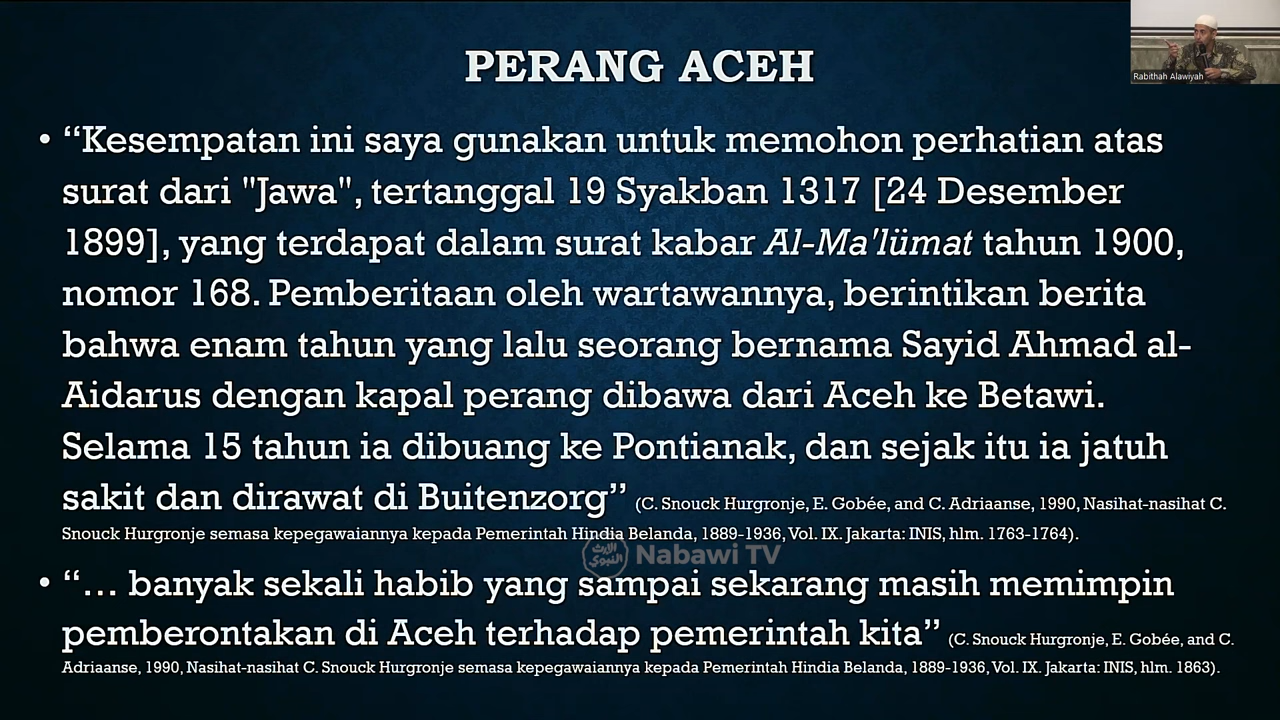 PERANG ACEH
Rabithah Alawiyah
• “Kesempatan ini saya gunakan untuk memohon perhatian atas
surat dari "Jawa", tertanggal 19 Syakban 1317 [24 Desember
1899], yang terdapat dalam surat kabar Al-Ma'lümat tahun 1900,
nomor 168. Pemberitaan oleh wartawannya, berintikan berita
bahwa enam tahun yang lalu seorang bernama Sayid Ahmad al-
Aidarus dengan kapal perang dibawa dari Aceh ke Betawi.
Selama 15 tahun ia dibuang ke Pontianak, dan sejak itu ia jatuh
sakit dan dirawat di Buitenzorg” (C. Snouck Hurgronje, E. Gobée, and C. Adriaanse, 1990, Nasihat-nasihat C.
Snouck Hurgronje semasa kepegawaiannya kepada Pemerintah Hindia Belanda, 1889-1936, Vol. IX. Jakarta: INIS, hlm. 1763-1764).
الإرث النبوي Nabawi TV
• “… banyak sekali habib yang sampai sekarang masih memimpin
pemberontakan di Aceh terhadap pemerintah kita” (C. Snouck Hurgronje, E. Gobée, and C.
Adriaanse, 1990, Nasihat-nasihat C. Snouck Hurgronje semasa kepegawaiannya kepada Pemerintah Hindia Belanda, 1889-1936, Vol. IX. Jakarta: INIS, hlm. 1863).